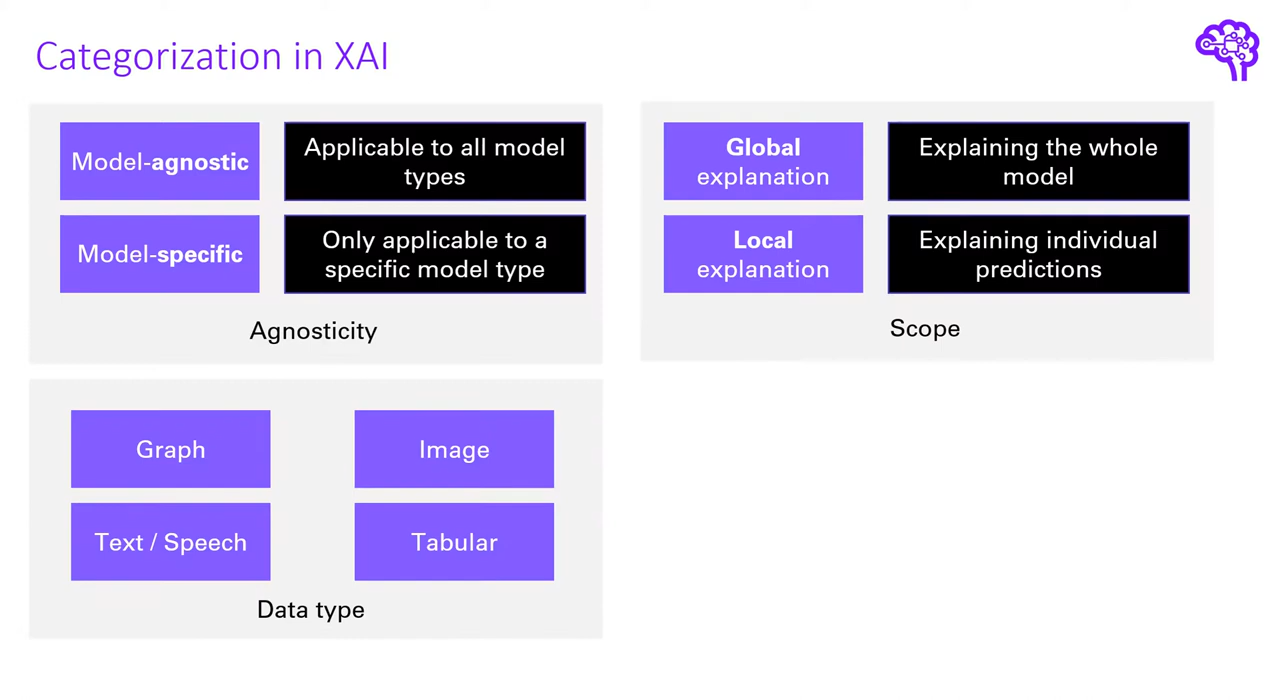 Categorization in XAI
Model-agnostic
Applicable to all model
types
Model-specific
Only applicable to a
specific model type
Agnosticity
Global
explanation
Explaining the whole
model
Local
explanation
Explaining individual
predictions
Scope
Graph
Image
Text / Speech
Tabular
Data type